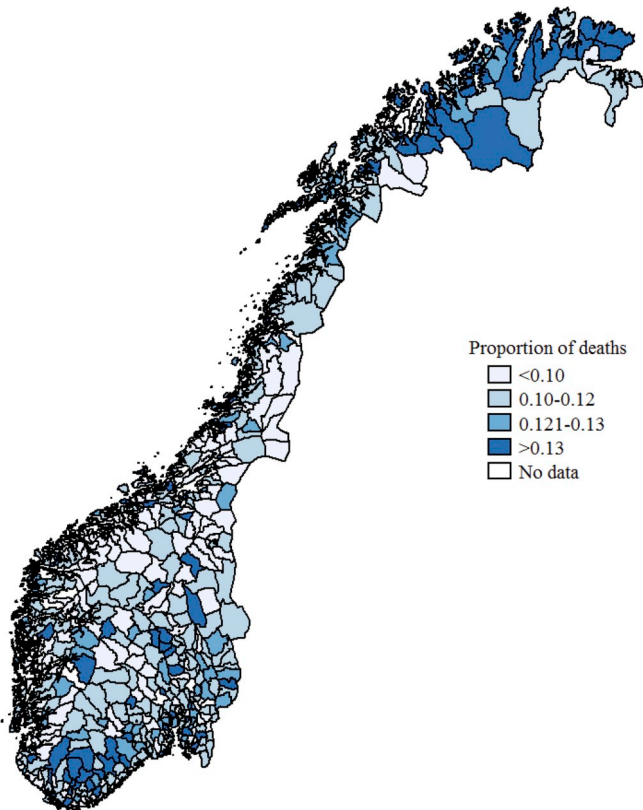 Proportion of deaths
<0.10
0.10-0.12
0.121-0.13
>0.13
No data